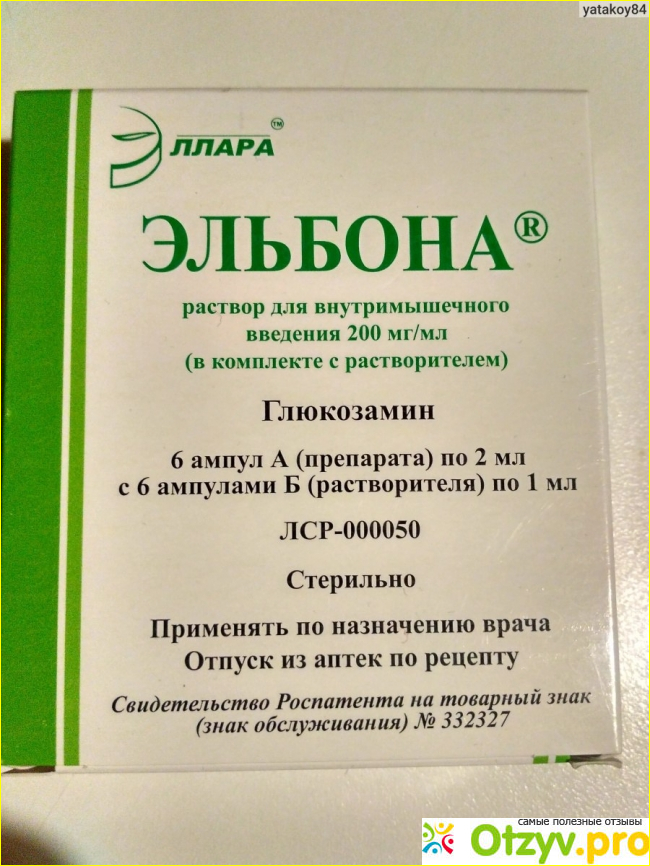 yatakoy84
ЭЛЛАРА™
ЭЛЬБОНА®
раствор для внутримышечного
введения 200 мг/мл
(в комплекте с растворителем)
Глюкозамин
6 ампул А (препарата) по 2 мл
с 6 ампулами Б (растворителя) по 1 мл
ЛСР-000050
Стерильно
Применять по назначению врача
Отпуск из аптек по рецепту
Свидетельство Роспатента на товарный знак
(знак обслуживания) № 332327
самые полезные отзывы
Otzyv.pro